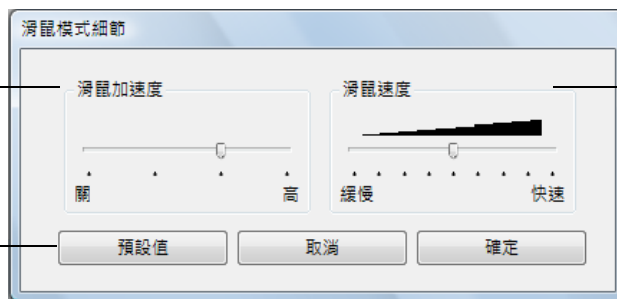 滑鼠模式細節
滑鼠加速度
滑鼠速度
關 高
緩慢 快速
預設值 取消 確定